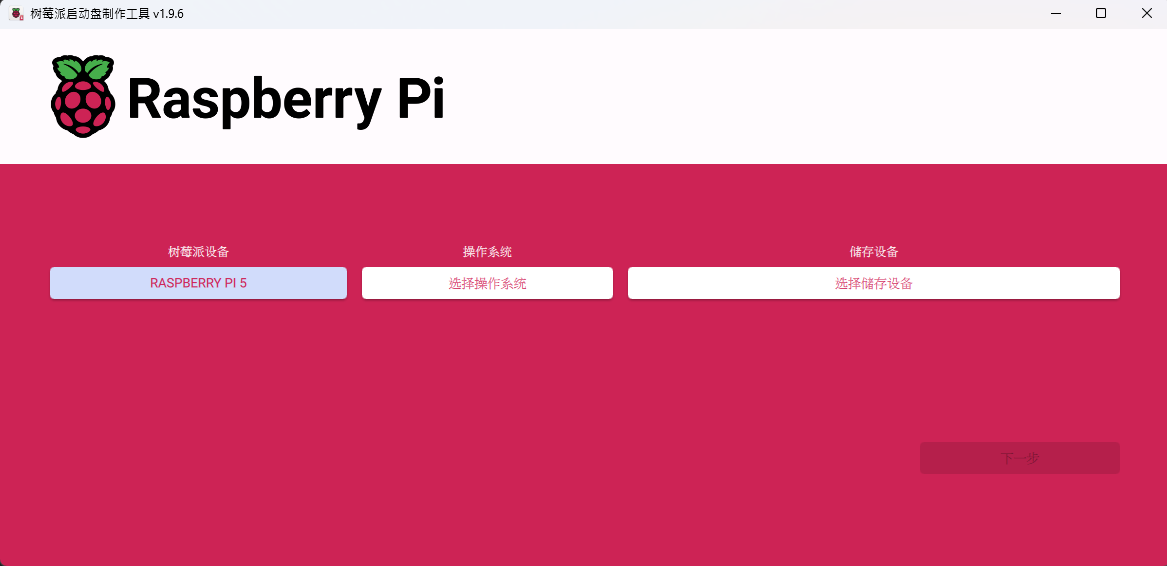 树莓派启动盘制作工具 v1.9.6
Raspberry Pi
树莓派设备
操作系统
储存设备
RASPBERRY PI 5
选择操作系统
选择储存设备
下一步